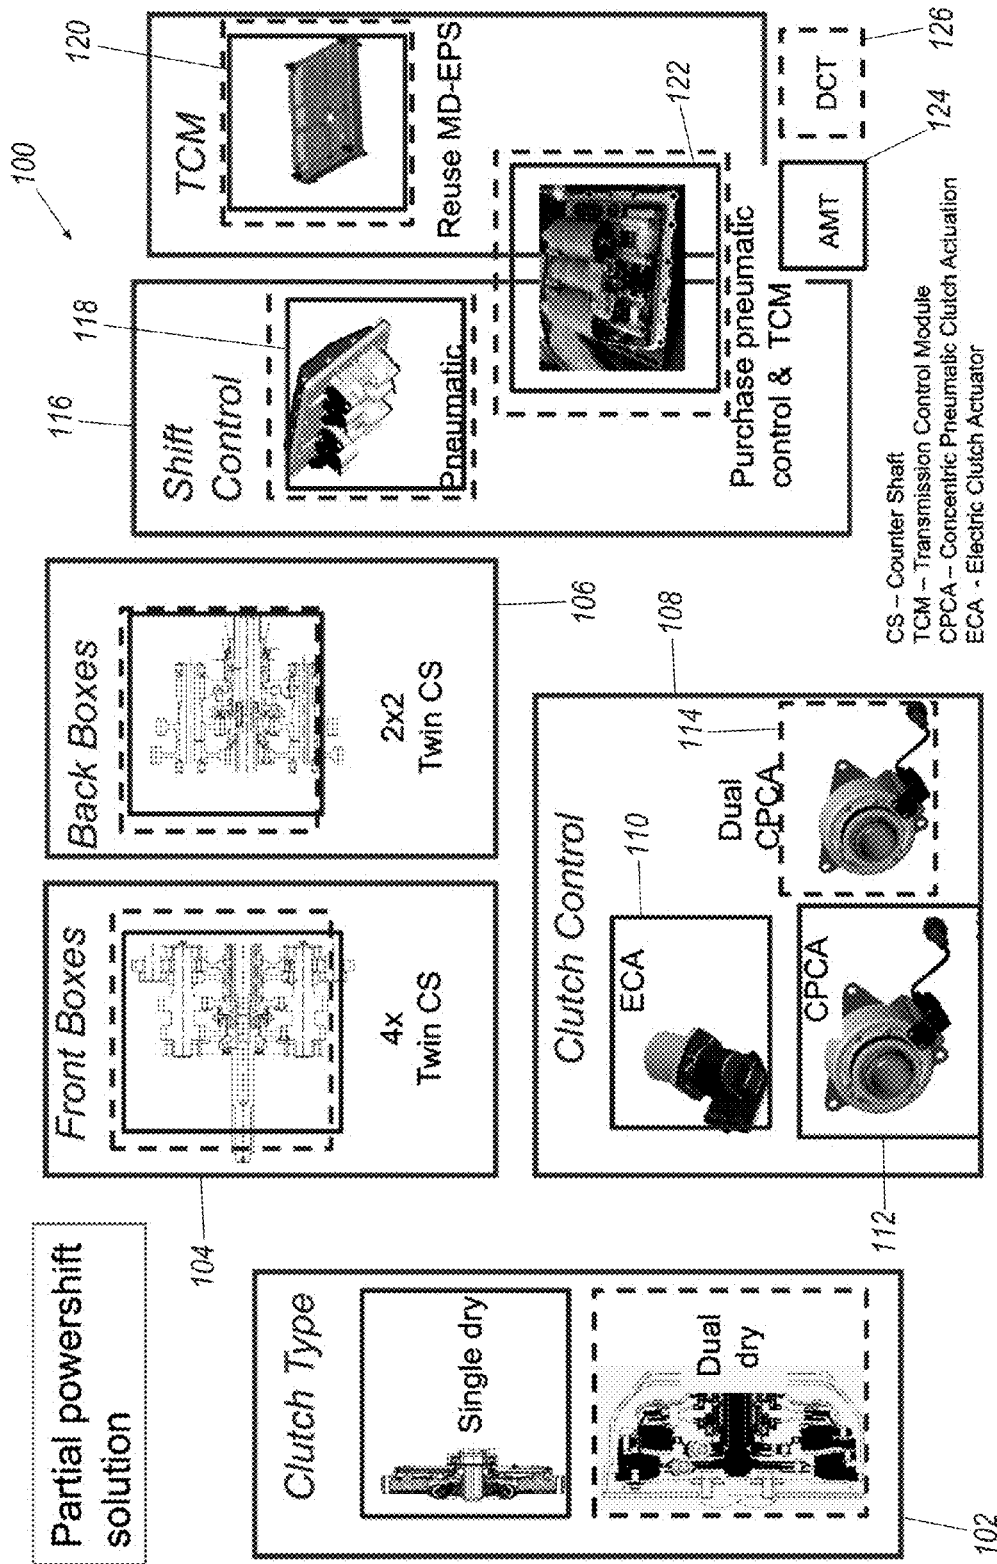 100
Partial powershift
solution
Clutch Type
Single dry
Dual
dry
102
Front Boxes
4x
Twin CS
104
Back Boxes
2x2
Twin CS
106
Clutch Control
108
ECA
110
CPCA
112
Dual
CPCA
114
Shift
Control
116
Pneumatic
118
TCM
120
Reuse MD-EPS
Purchase pneumatic
control & TCM
122
AMT
124
DCT
126
CS – Counter Shaft
TCM – Transmission Control Module
CPCA – Concentric Pneumatic Clutch Actuation
ECA - Electric Clutch Actuator